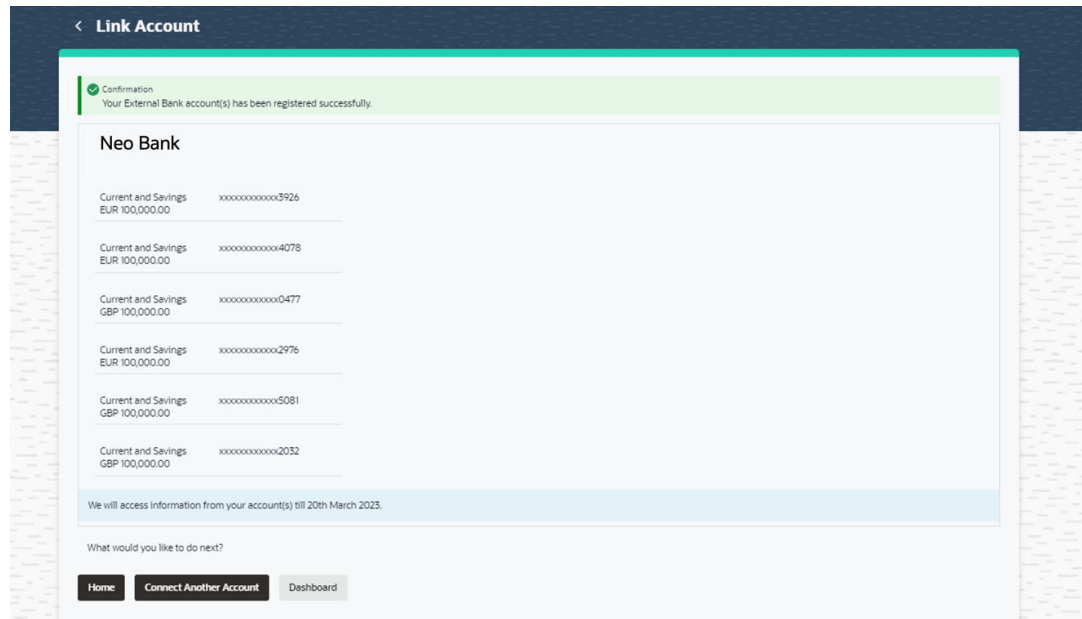 Link Account
Confirmation
Your External Bank account(s) has been registered successfully.
Neo Bank
Current and Savings xxxxxxxxxxxx3926
EUR 100,000.00
Current and Savings xxxxxxxxxxxx4078
EUR 100,000.00
Current and Savings xxxxxxxxxxxx0477
GBP 100,000.00
Current and Savings xxxxxxxxxxxx2976
EUR 100,000.00
Current and Savings xxxxxxxxxxxx5081
GBP 100,000.00
Current and Savings xxxxxxxxxxxx2032
GBP 100,000.00
We will access information from your account(s) till 20th March 2023.
What would you like to do next?
Home Connect Another Account Dashboard